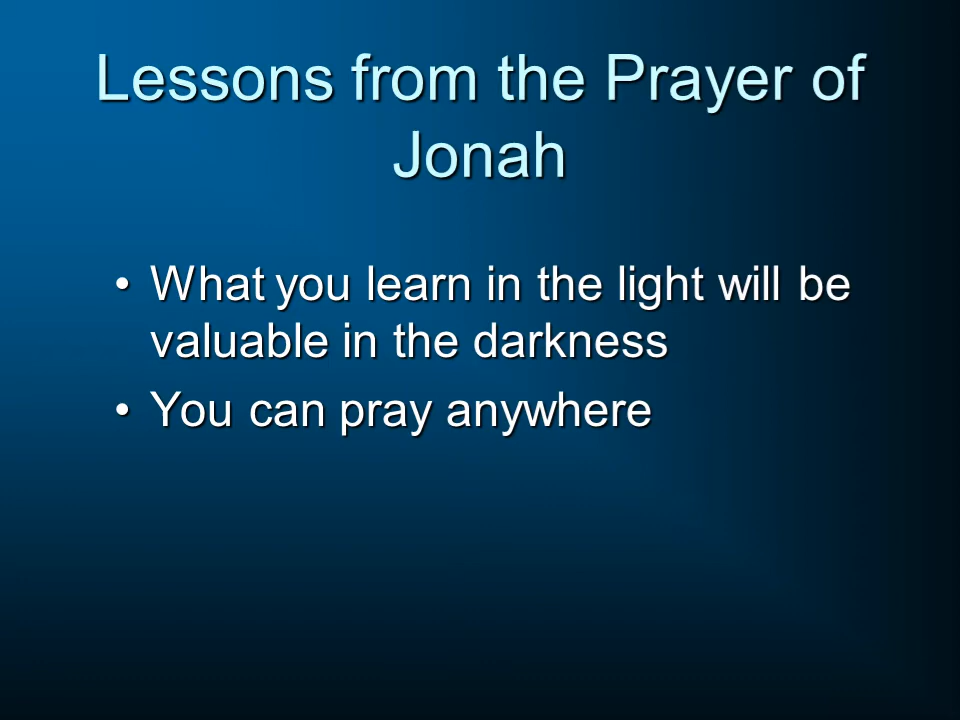 Lessons from the Prayer of
Jonah
• What you learn in the light will be
valuable in the darkness
• You can pray anywhere